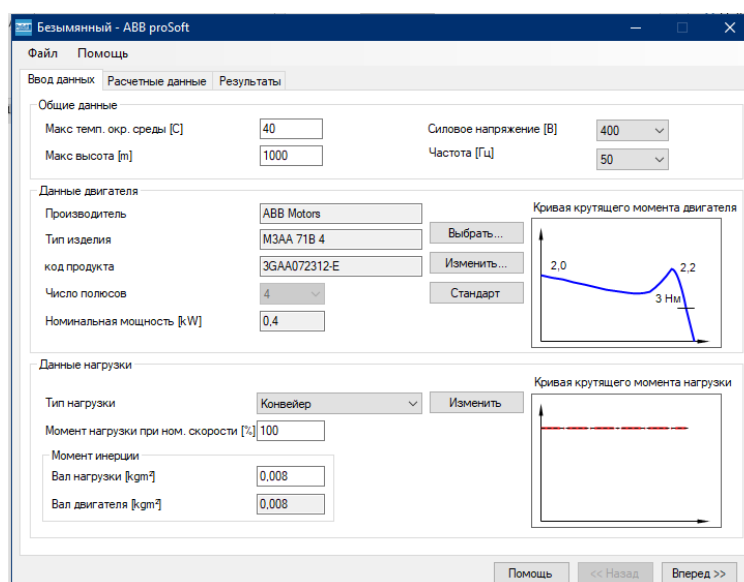 Безымянный - ABB proSoft
Файл Помощь
Ввод данных Расчетные данные Результаты
Общие данные
Макс темп. окр. среды [C] 40 Силовое напряжение [В] 400
Макс высота [m] 1000 Частота [Гц] 50
Данные двигателя
Производитель ABB Motors Кривая крутящего момента двигателя
Тип изделия M3AA 71B 4 Выбрать...
код продукта 3GAA072312-E Изменить... 2,0 2,2
Число полюсов 4 Стандарт 3 Нм
Номинальная мощность [kW] 0,4
Данные нагрузки
Кривая крутящего момента нагрузки
Тип нагрузки Конвейер Изменить
Момент нагрузки при ном. скорости [%] 100
Момент инерции
Вал нагрузки [kgm²] 0,008
Вал двигателя [kgm²] 0,008
Помощь << Назад Вперед >>